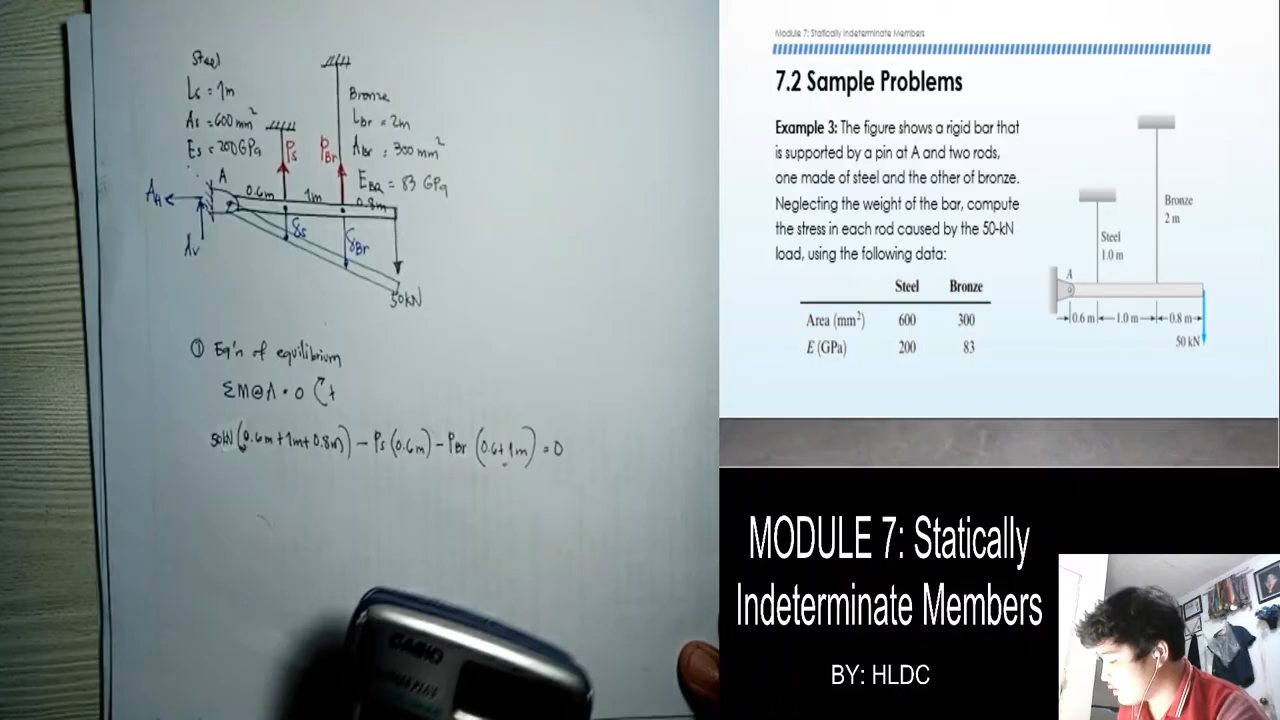 Steel
Ls = 1m
As = 600 mm²
Es = 200GPa
Bronze
LBr = 2m
ABr = 300 mm²
EBr = 83 GPa
Ps
PBr
A
AH
Av
0.6m
1m
0.8m
δs
δBr
50kN
① Eq'n of equilibrium
ΣM@A = 0 +
50kN (0.6m + 1m + 0.8m) - Ps (0.6m) - PBr (0.6 + 1m) = 0
CASIO
Module 7: Statically Indeterminate Members
7.2 Sample Problems
Example 3: The figure shows a rigid bar that
is supported by a pin at A and two rods,
one made of steel and the other of bronze.
Neglecting the weight of the bar, compute
the stress in each rod caused by the 50-kN
load, using the following data:
Steel Bronze
Area (mm²) 600 300
E (GPa) 200 83
Bronze
2 m
Steel
1.0 m
A
0.6 m 1.0 m 0.8 m
50 kN
MODULE 7: Statically
Indeterminate Members
BY: HLDC